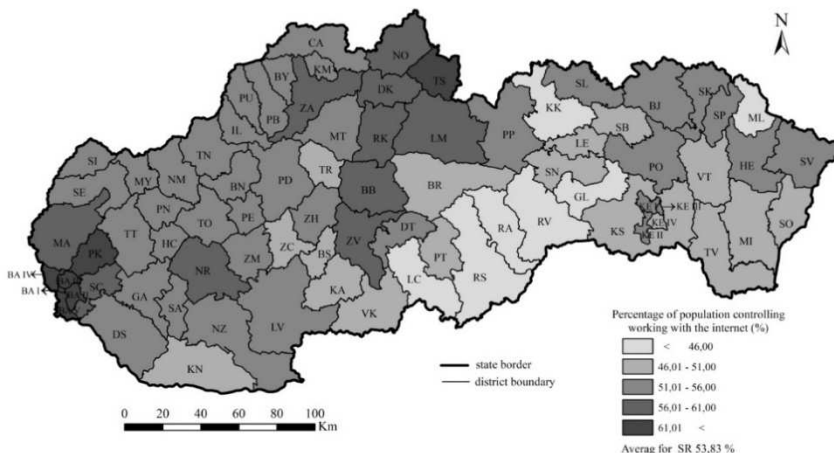 N
CA
NO
KM
TS
BY
PU
PB
ZA
DK
IL
MT
RK
LM
PP
KK
SL
BJ
SK
SP
ML
SB
LE
PO
HE
SV
SI
TN
TR
BB
BR
SN
GL
VT
SE
MY
NM
BN
PD
KE III
KE IV
KE II
PN
TO
PE
ZH
RA
RV
KS
MI
SO
MA
TT
HC
DT
TV
PK
NR
ZM
ZC
BS
ZV
PT
RS
LC
BA IV
BA I
SC
GA
SA
KA
VK
DS
NZ
LV
KN
Percentage of population controlling
working with the internet (%)
< 46,00
46,01 - 51,00
51,01 - 56,00
56,01 - 61,00
61,01 <
Averag for SR 53,83 %
state border
district boundary
0 20 40 60 80 100
Km